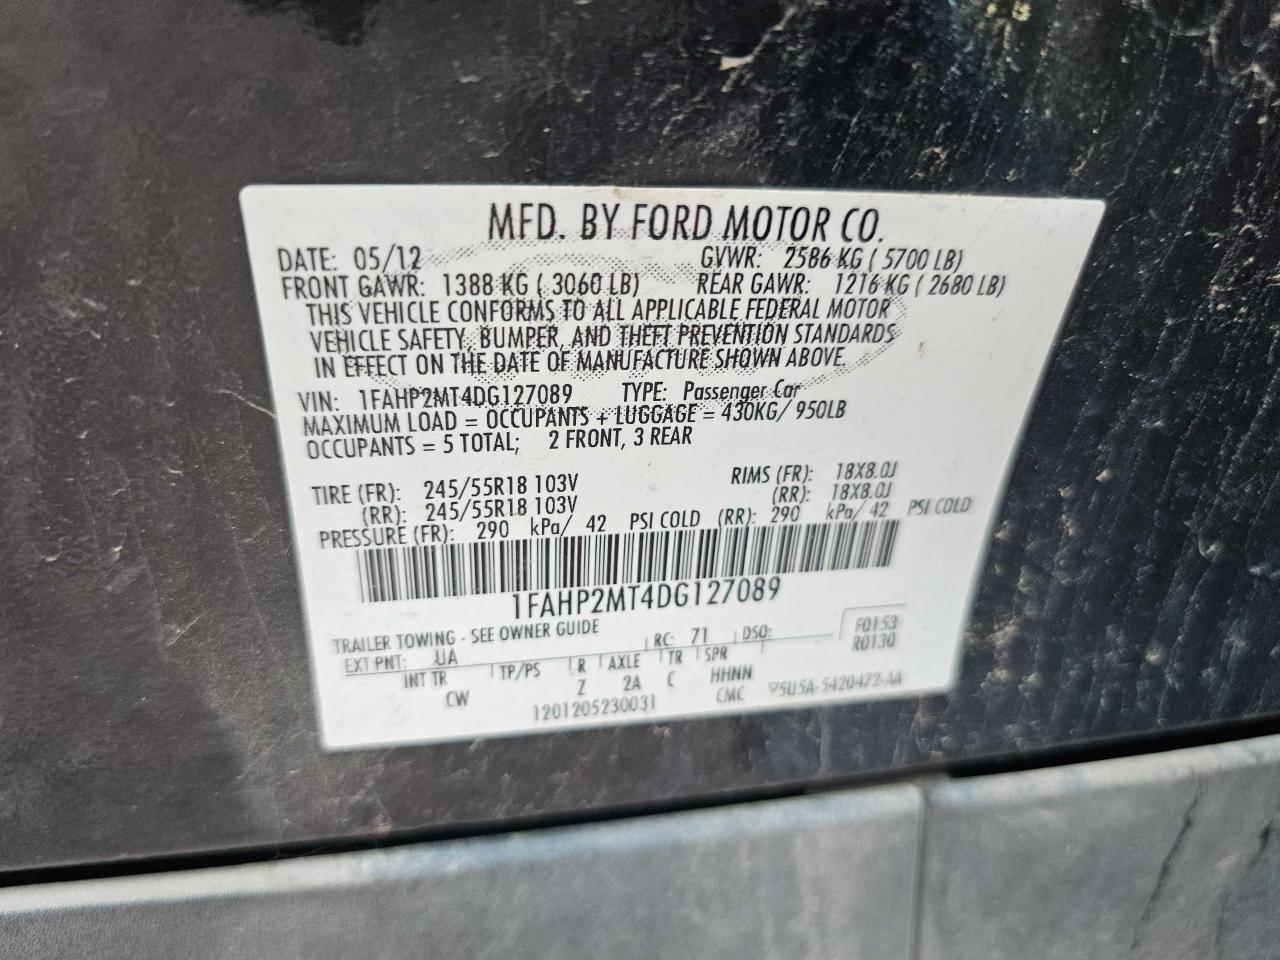 MFD. BY FORD MOTOR CO.
DATE: 05/12 GVWR: 2586 KG ( 5700 LB)
FRONT GAWR: 1388 KG ( 3060 LB) REAR GAWR: 1216 KG ( 2680 LB)
THIS VEHICLE CONFORMS TO ALL APPLICABLE FEDERAL MOTOR
VEHICLE SAFETY, BUMPER, AND THEFT PREVENTION STANDARDS
IN EFFECT ON THE DATE OF MANUFACTURE SHOWN ABOVE.
VIN: 1FAHP2MT4DG127089 TYPE: Passenger Car
MAXIMUM LOAD = OCCUPANTS + LUGGAGE = 430KG/ 950LB
OCCUPANTS = 5 TOTAL; 2 FRONT, 3 REAR
TIRE (FR): 245/55R18 103V RIMS (FR): 18X8.0J
(RR): 245/55R18 103V (RR): 18X8.0J
PRESSURE (FR): 290 kPa/ 42 PSI COLD (RR): 290 kPa/ 42 PSI COLD
1FAHP2MT4DG127089
TRAILER TOWING - SEE OWNER GUIDE F0153
EXT PNT: UA RC: 71 DSO: R0130
INT TR TP/PS R AXLE TR SPR
CW Z 2A C HHNN
1201205230031 CMC 5U5A-5420472-AA